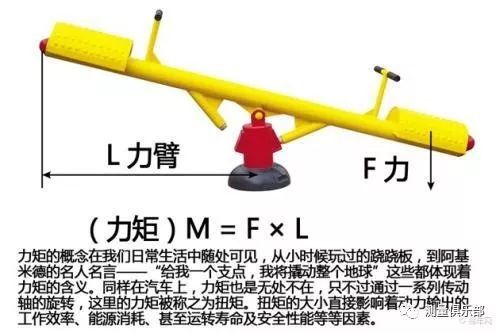 L 力臂
F 力
（力矩）M = F × L
力矩的概念在我们日常生活中随处可见，从小时候玩过的跷跷板，到阿基
米德的名人名言——“给我一个支点，我将撬动整个地球”这些都体现着
力矩的含义。同样在汽车上，力矩也是无处不在，只不过通过一系列传动
轴的旋转，这里的力矩被称之为扭矩。扭矩的大小直接影响着动力输出的
工作效率、能源消耗、甚至运转寿命及安全性能等等因素。
测量俱乐部